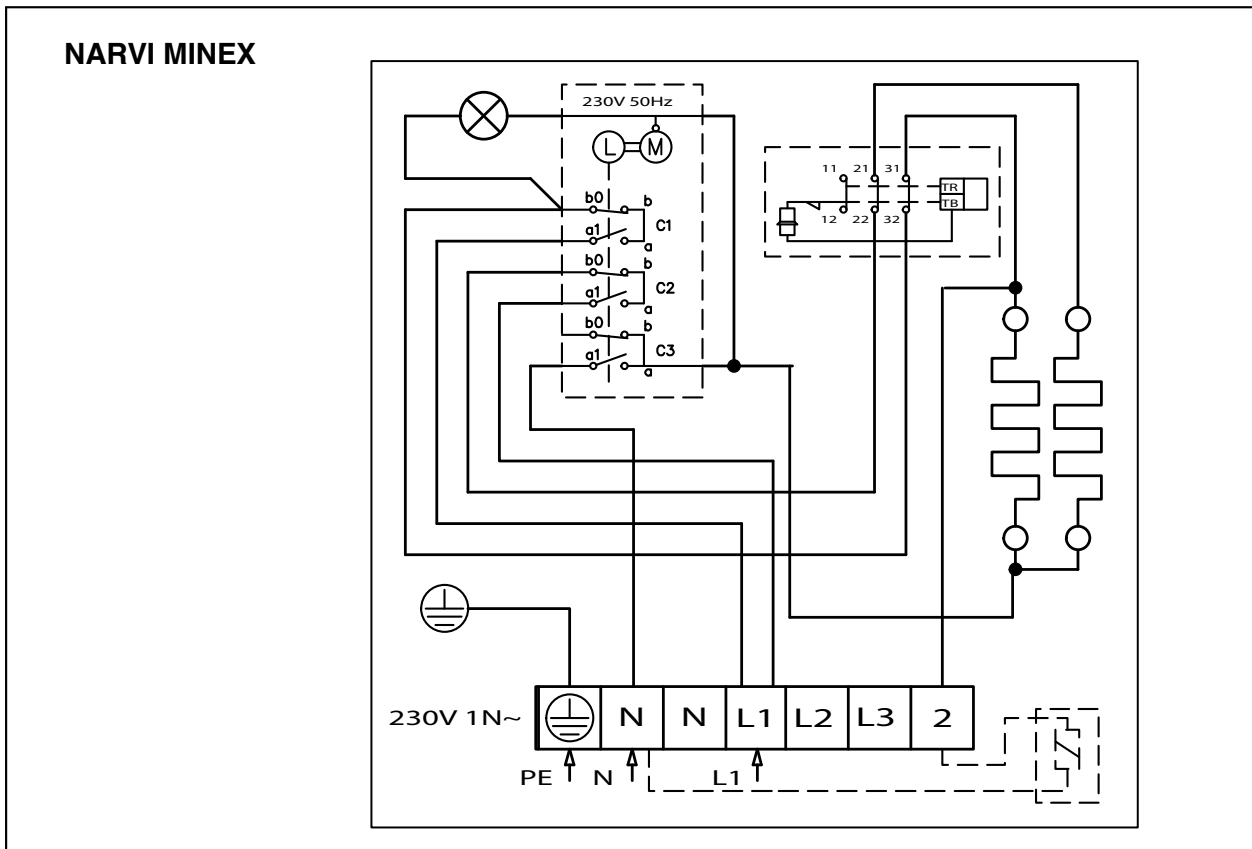 NARVI MINEX
230V 50Hz
L M
11 21 31
TR
TB
12 22 32
b0 b
C1
a1 a
b0 b
C2
a1 a
b0 b
C3
a1 a
230V 1N~ N N L1 L2 L3 2
PE N L1